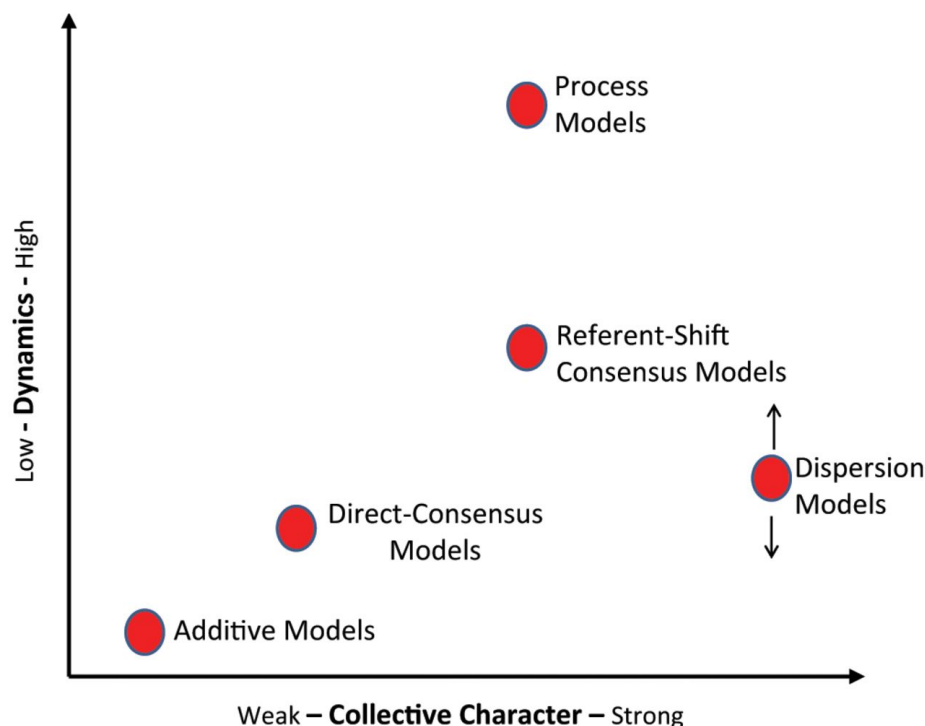 Process
Models
Low - Dynamics - High
Referent-Shift
Consensus Models
Dispersion
Models
Direct-Consensus
Models
Additive Models
Weak – Collective Character – Strong